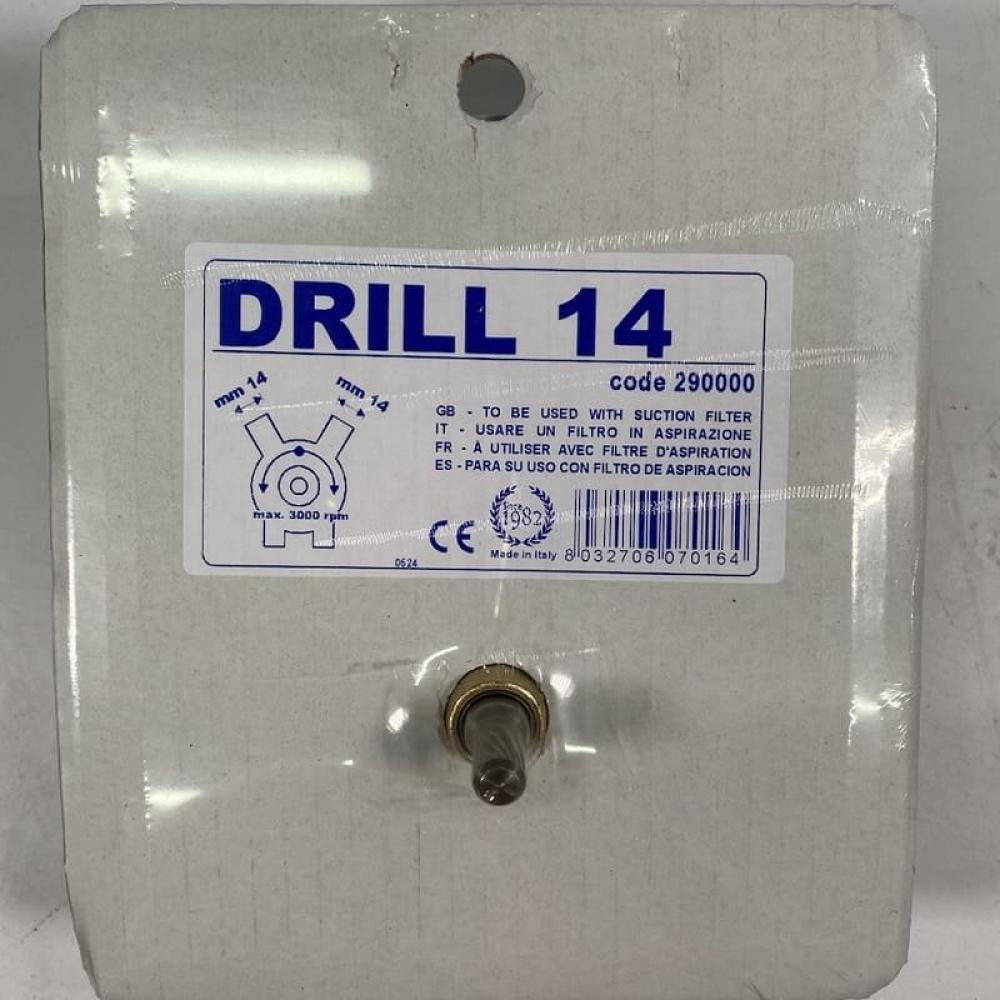 DRILL 14
code 290000
mm 14
mm 14
max. 3000 rpm
GB - TO BE USED WITH SUCTION FILTER
IT - USARE UN FILTRO IN ASPIRAZIONE
FR - À UTILISER AVEC FILTRE D'ASPIRATION
ES - PARA SU USO CON FILTRO DE ASPIRACION
CE
Since
1982
Made in Italy
8 032706 070164
0624